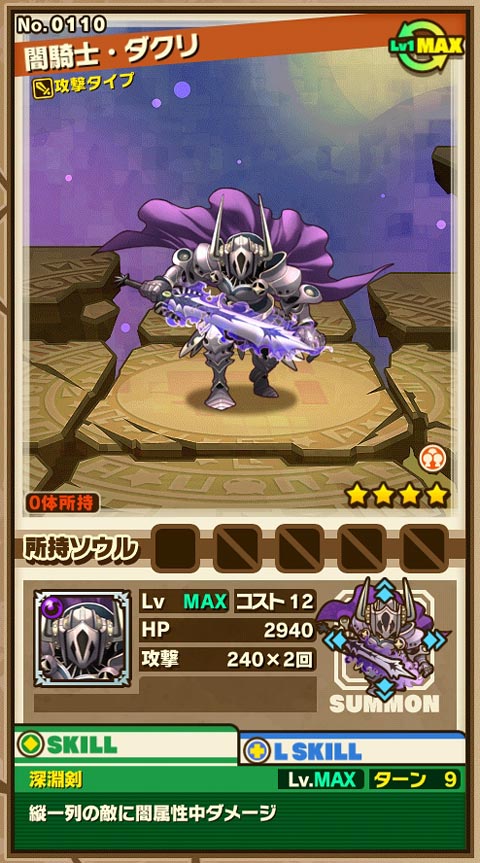 No.0110
闇騎士・ダクリ
Lv1 MAX
攻撃タイプ
0体所持
所持ソウル
Lv MAX コスト 12
HP 2940
攻撃 240×2回
SUMMON
SKILL
L SKILL
深淵剣 Lv.MAX ターン 9
縦一列の敵に闇属性中ダメージ